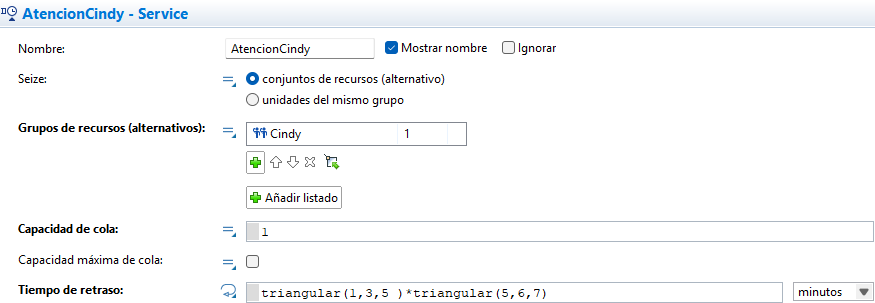 AtencionCindy - Service
Nombre: AtencionCindy Mostrar nombre Ignorar
Seize: conjuntos de recursos (alternativo)
unidades del mismo grupo
Grupos de recursos (alternativos): Cindy 1
Añadir listado
Capacidad de cola: 1
Capacidad máxima de cola:
Tiempo de retraso: triangular(1,3,5 )*triangular(5,6,7) minutos